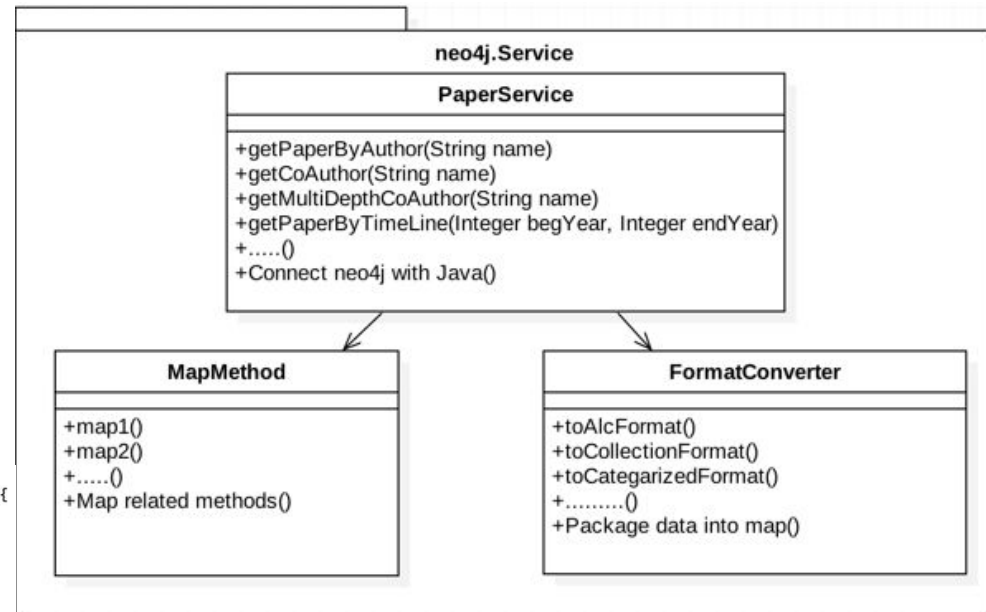 neo4j.Service
PaperService
+getPaperByAuthor(String name)
+getCoAuthor(String name)
+getMultiDepthCoAuthor(String name)
+getPaperByTimeLine(Integer begYear, Integer endYear)
+.....()
+Connect neo4j with Java()
MapMethod
+map1()
+map2()
+.....()
+Map related methods()
{
FormatConverter
+toAlcFormat()
+toCollectionFormat()
+toCategarizedFormat()
+.........()
+Package data into map()